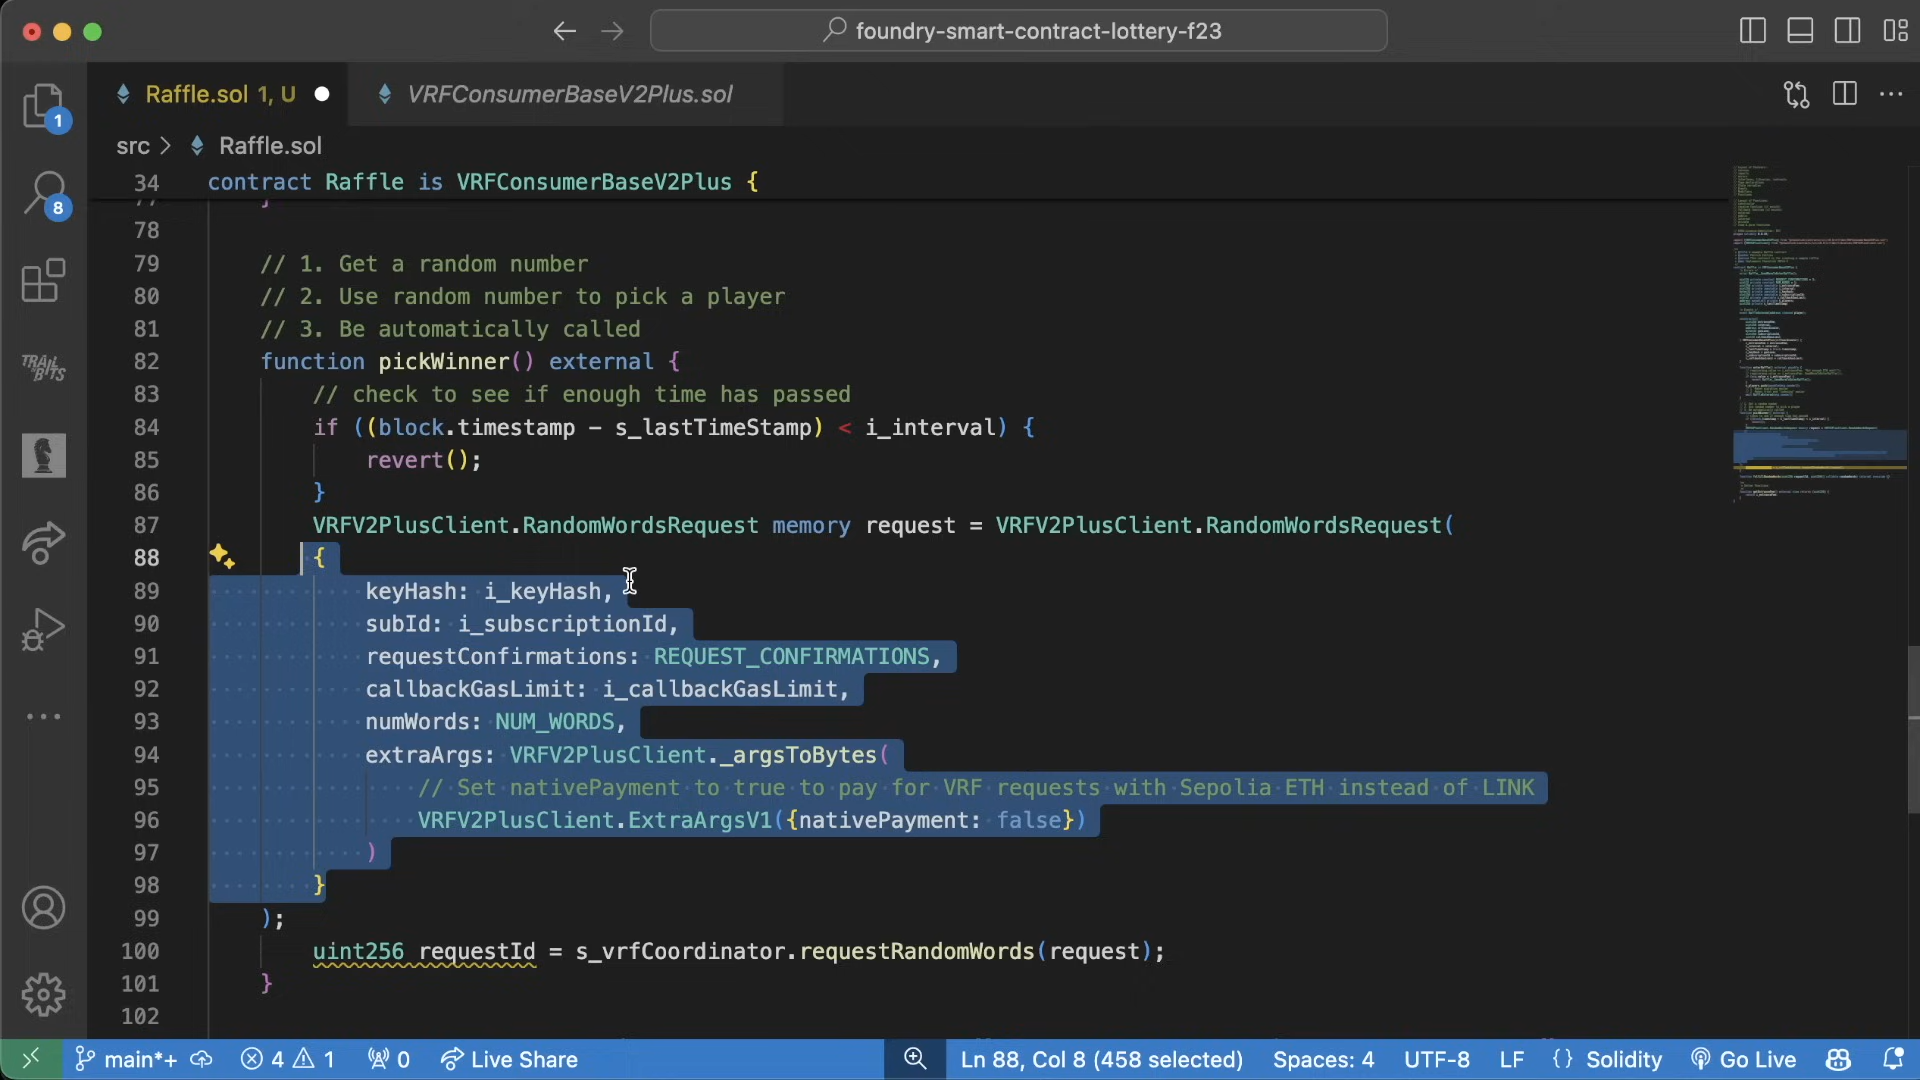 foundry-smart-contract-lottery-f23
Raffle.sol 1, U
VRFConsumerBaseV2Plus.sol
src > Raffle.sol
34 contract Raffle is VRFConsumerBaseV2Plus {
77 }
78
79 // 1. Get a random number
80 // 2. Use random number to pick a player
81 // 3. Be automatically called
82 function pickWinner() external {
83 // check to see if enough time has passed
84 if ((block.timestamp - s_lastTimeStamp) < i_interval) {
85 revert();
86 }
87 VRFV2PlusClient.RandomWordsRequest memory request = VRFV2PlusClient.RandomWordsRequest(
88 {
89 keyHash: i_keyHash,
90 subId: i_subscriptionId,
91 requestConfirmations: REQUEST_CONFIRMATIONS,
92 callbackGasLimit: i_callbackGasLimit,
93 numWords: NUM_WORDS,
94 extraArgs: VRFV2PlusClient._argsToBytes(
95 // Set nativePayment to true to pay for VRF requests with Sepolia ETH instead of LINK
96 VRFV2PlusClient.ExtraArgsV1({nativePayment: false})
97 )
98 }
99 );
100 uint256 requestId = s_vrfCoordinator.requestRandomWords(request);
101 }
102
1
8
TRAIL OF BITS
main*+ 4 1 0 Live Share Ln 88, Col 8 (458 selected) Spaces: 4 UTF-8 LF {} Solidity Go Live